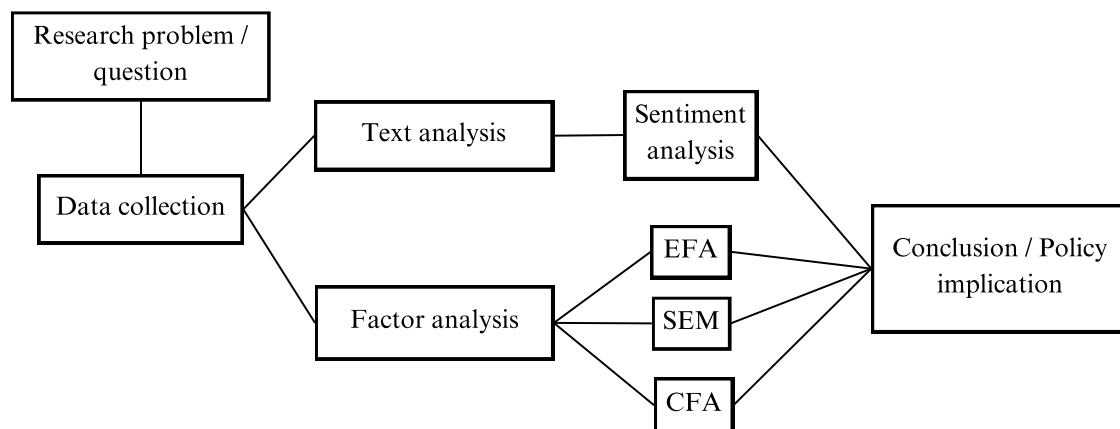 Research problem /
question
Data collection
Text analysis
Factor analysis
Sentiment
analysis
EFA
SEM
CFA
Conclusion / Policy
implication